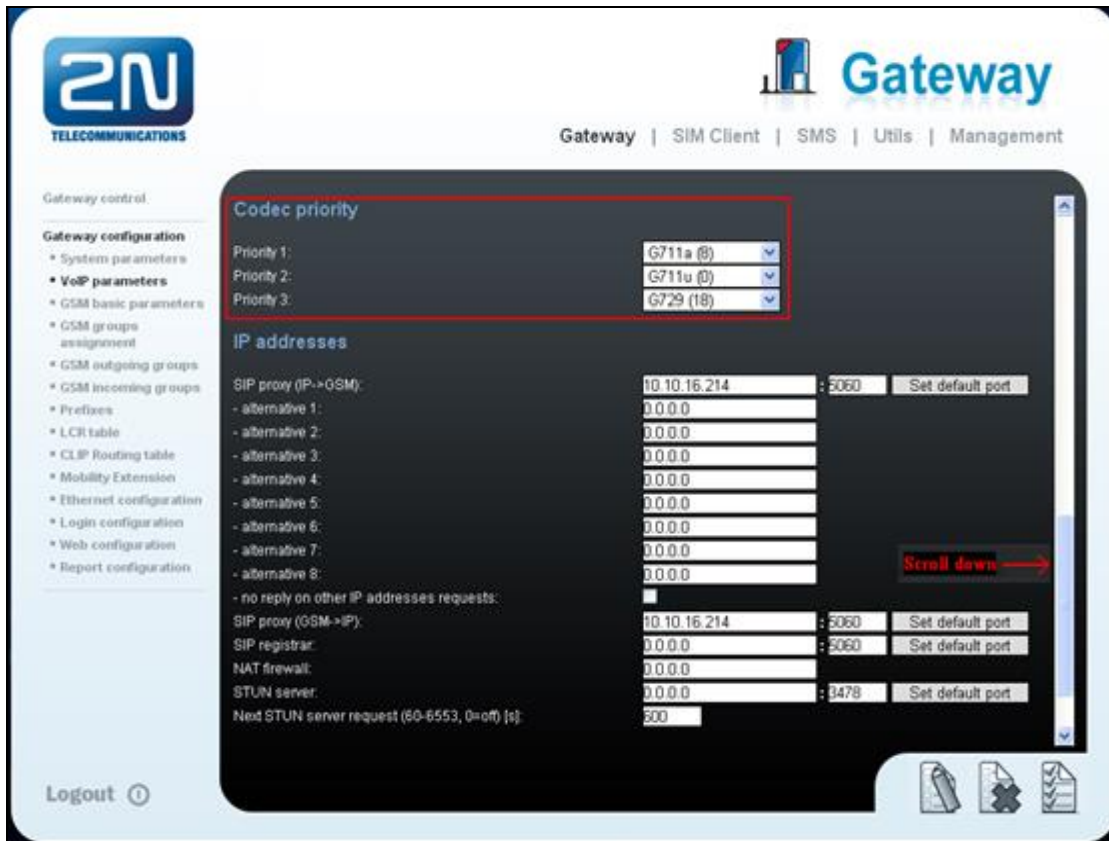 2N
TELECOMMUNICATIONS
Gateway
Gateway | SIM Client | SMS | Utils | Management
Gateway control
Gateway configuration
* System parameters
* VoIP parameters
* GSM basic parameters
* GSM groups
assignment
* GSM outgoing groups
* GSM incoming groups
* Prefixes
* LCR table
* CLIP Routing table
* Mobility Extension
* Ethernet configuration
* Login configuration
* Web configuration
* Report configuration
Logout
Codec priority
Priority 1: G711a (8)
Priority 2: G711u (0)
Priority 3: G729 (18)
IP addresses
SIP proxy (IP->GSM): 10.10.16.214 : 5060 Set default port
- alternative 1: 0.0.0.0
- alternative 2: 0.0.0.0
- alternative 3: 0.0.0.0
- alternative 4: 0.0.0.0
- alternative 5: 0.0.0.0
- alternative 6: 0.0.0.0
- alternative 7: 0.0.0.0
- alternative 8: 0.0.0.0
Scroll down
- no reply on other IP addresses requests:
SIP proxy (GSM->IP): 10.10.16.214 : 5060 Set default port
SIP registrar: 0.0.0.0 : 5060 Set default port
NAT firewall: 0.0.0.0
STUN server: 0.0.0.0 : 3478 Set default port
Next STUN server request (60-6553, 0=off) [s]: 600